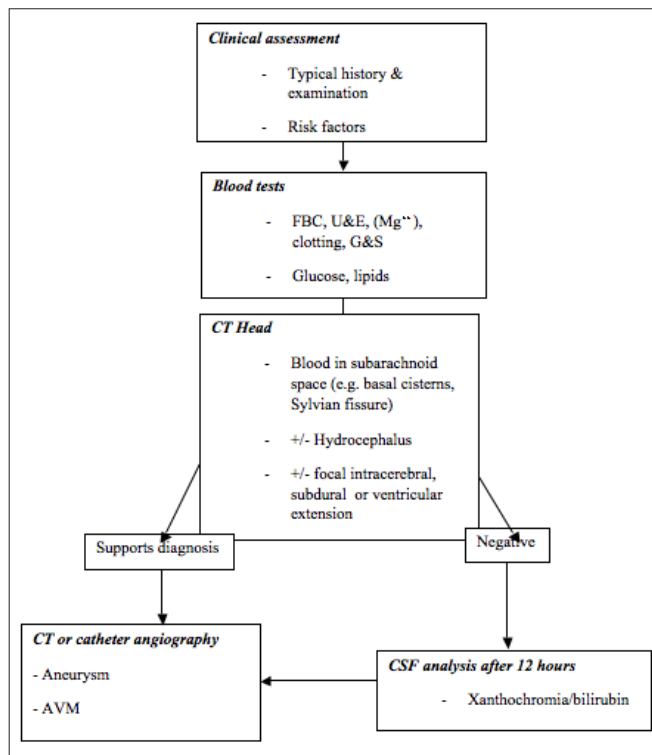 Clinical assessment
- Typical history &
examination
- Risk factors
Blood tests
- FBC, U&E, (Mg⁺⁺),
clotting, G&S
- Glucose, lipids
CT Head
- Blood in subarachnoid
space (e.g. basal cisterns,
Sylvian fissure)
- +/- Hydrocephalus
- +/- focal intracerebral,
subdural or ventricular
extension
Supports diagnosis
Negative
CT or catheter angiography
- Aneurysm
- AVM
CSF analysis after 12 hours
- Xanthochromia/bilirubin